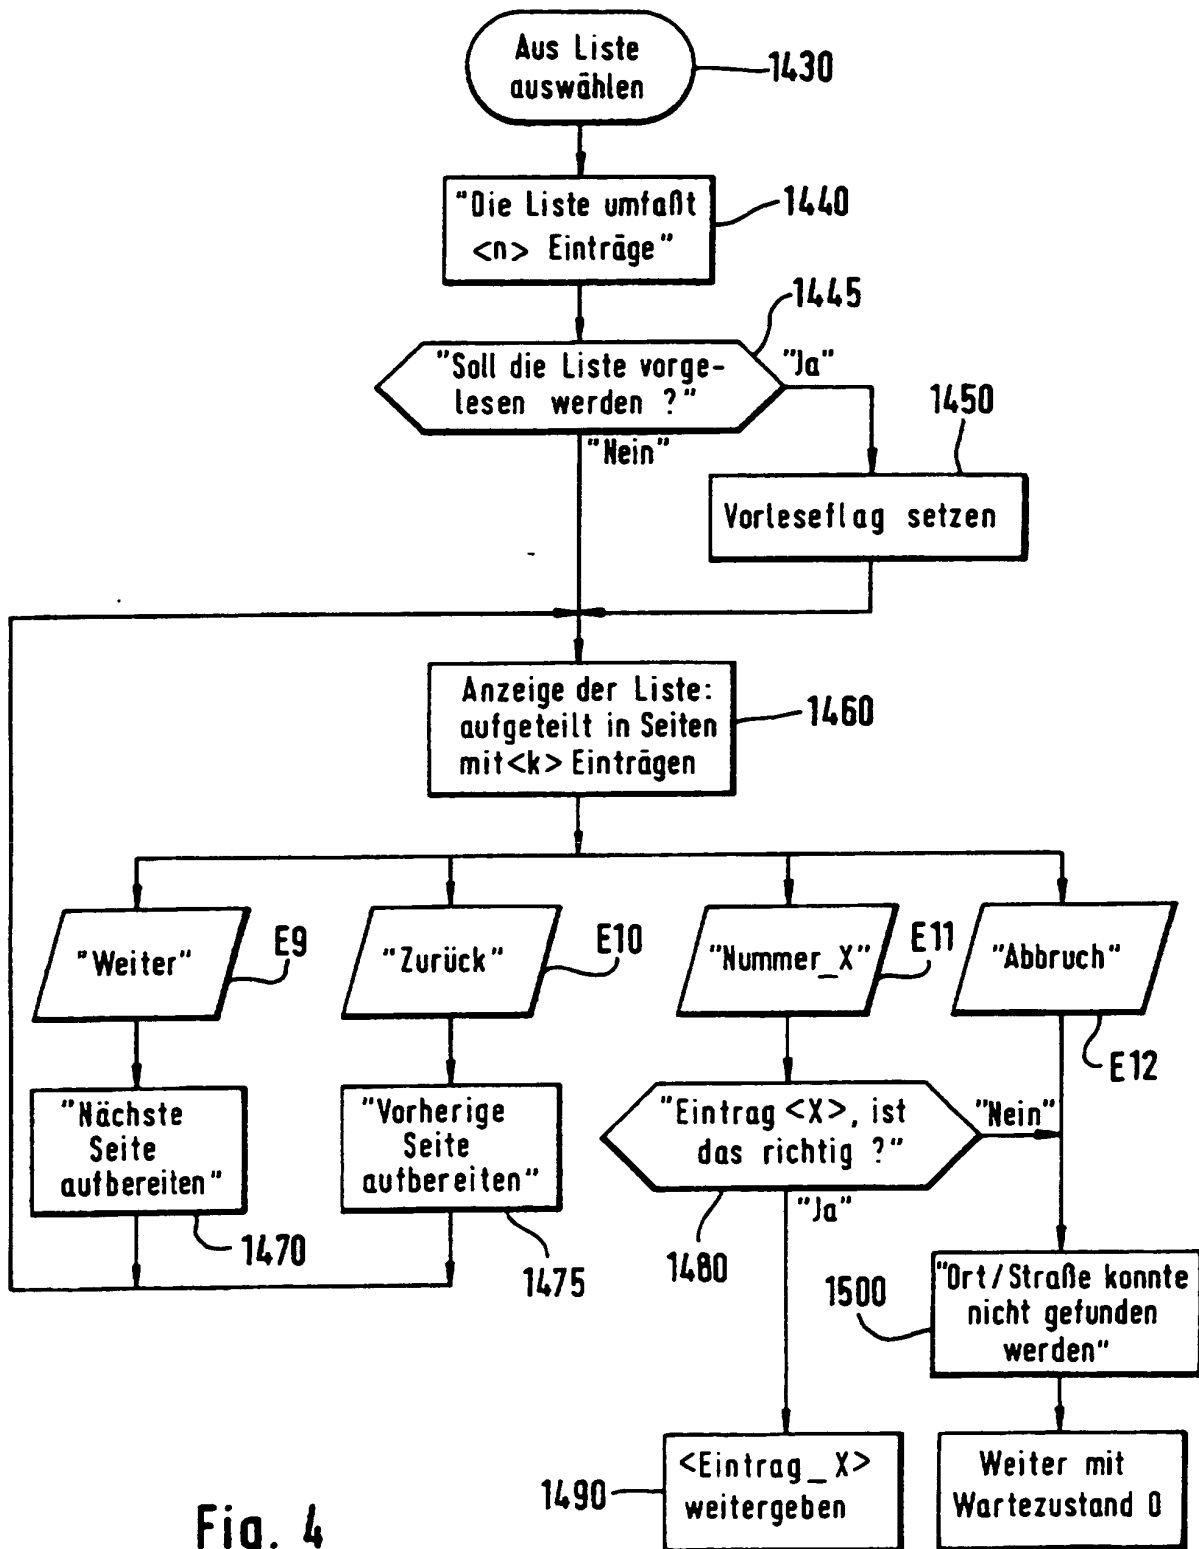 Aus Liste
auswählen
1430
"Die Liste umfaßt
<n> Einträge"
1440
1445
"Soll die Liste vorge-
lesen werden ?"
"Ja"
"Nein"
1450
Vorleseflag setzen
Anzeige der Liste:
aufgeteilt in Seiten
mit<k> Einträgen
1460
"Weiter"
E9
"Zurück"
E10
"Nummer_X"
E11
"Abbruch"
E12
"Nächste
Seite
aufbereiten"
1470
"Vorherige
Seite
aufbereiten"
1475
"Eintrag <X>, ist
das richtig ?"
"Nein"
"Ja"
1480
1500
"Ort/Straße konnte
nicht gefunden
werden"
1490
<Eintrag_X>
weitergeben
Weiter mit
Wartezustand 0
Fig. 4